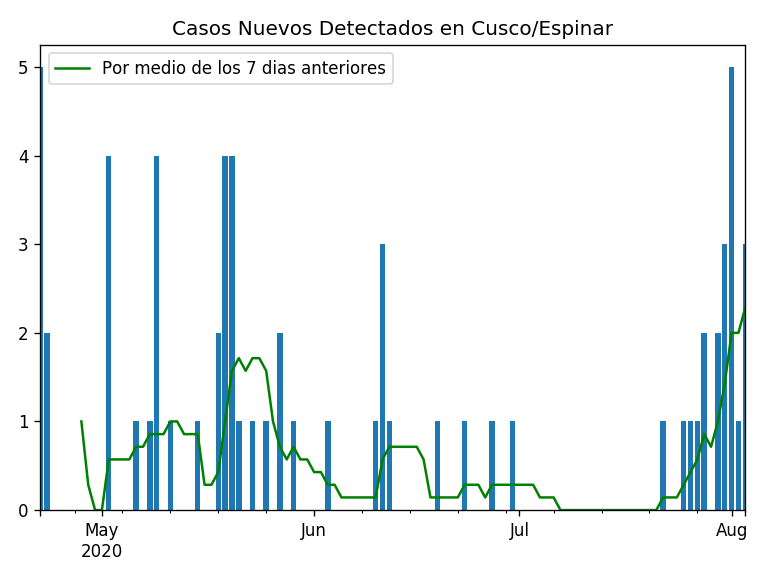 Casos Nuevos Detectados en Cusco/Espinar
Por medio de los 7 dias anteriores
5
4
3
2
1
0
May Jun Jul Aug
2020